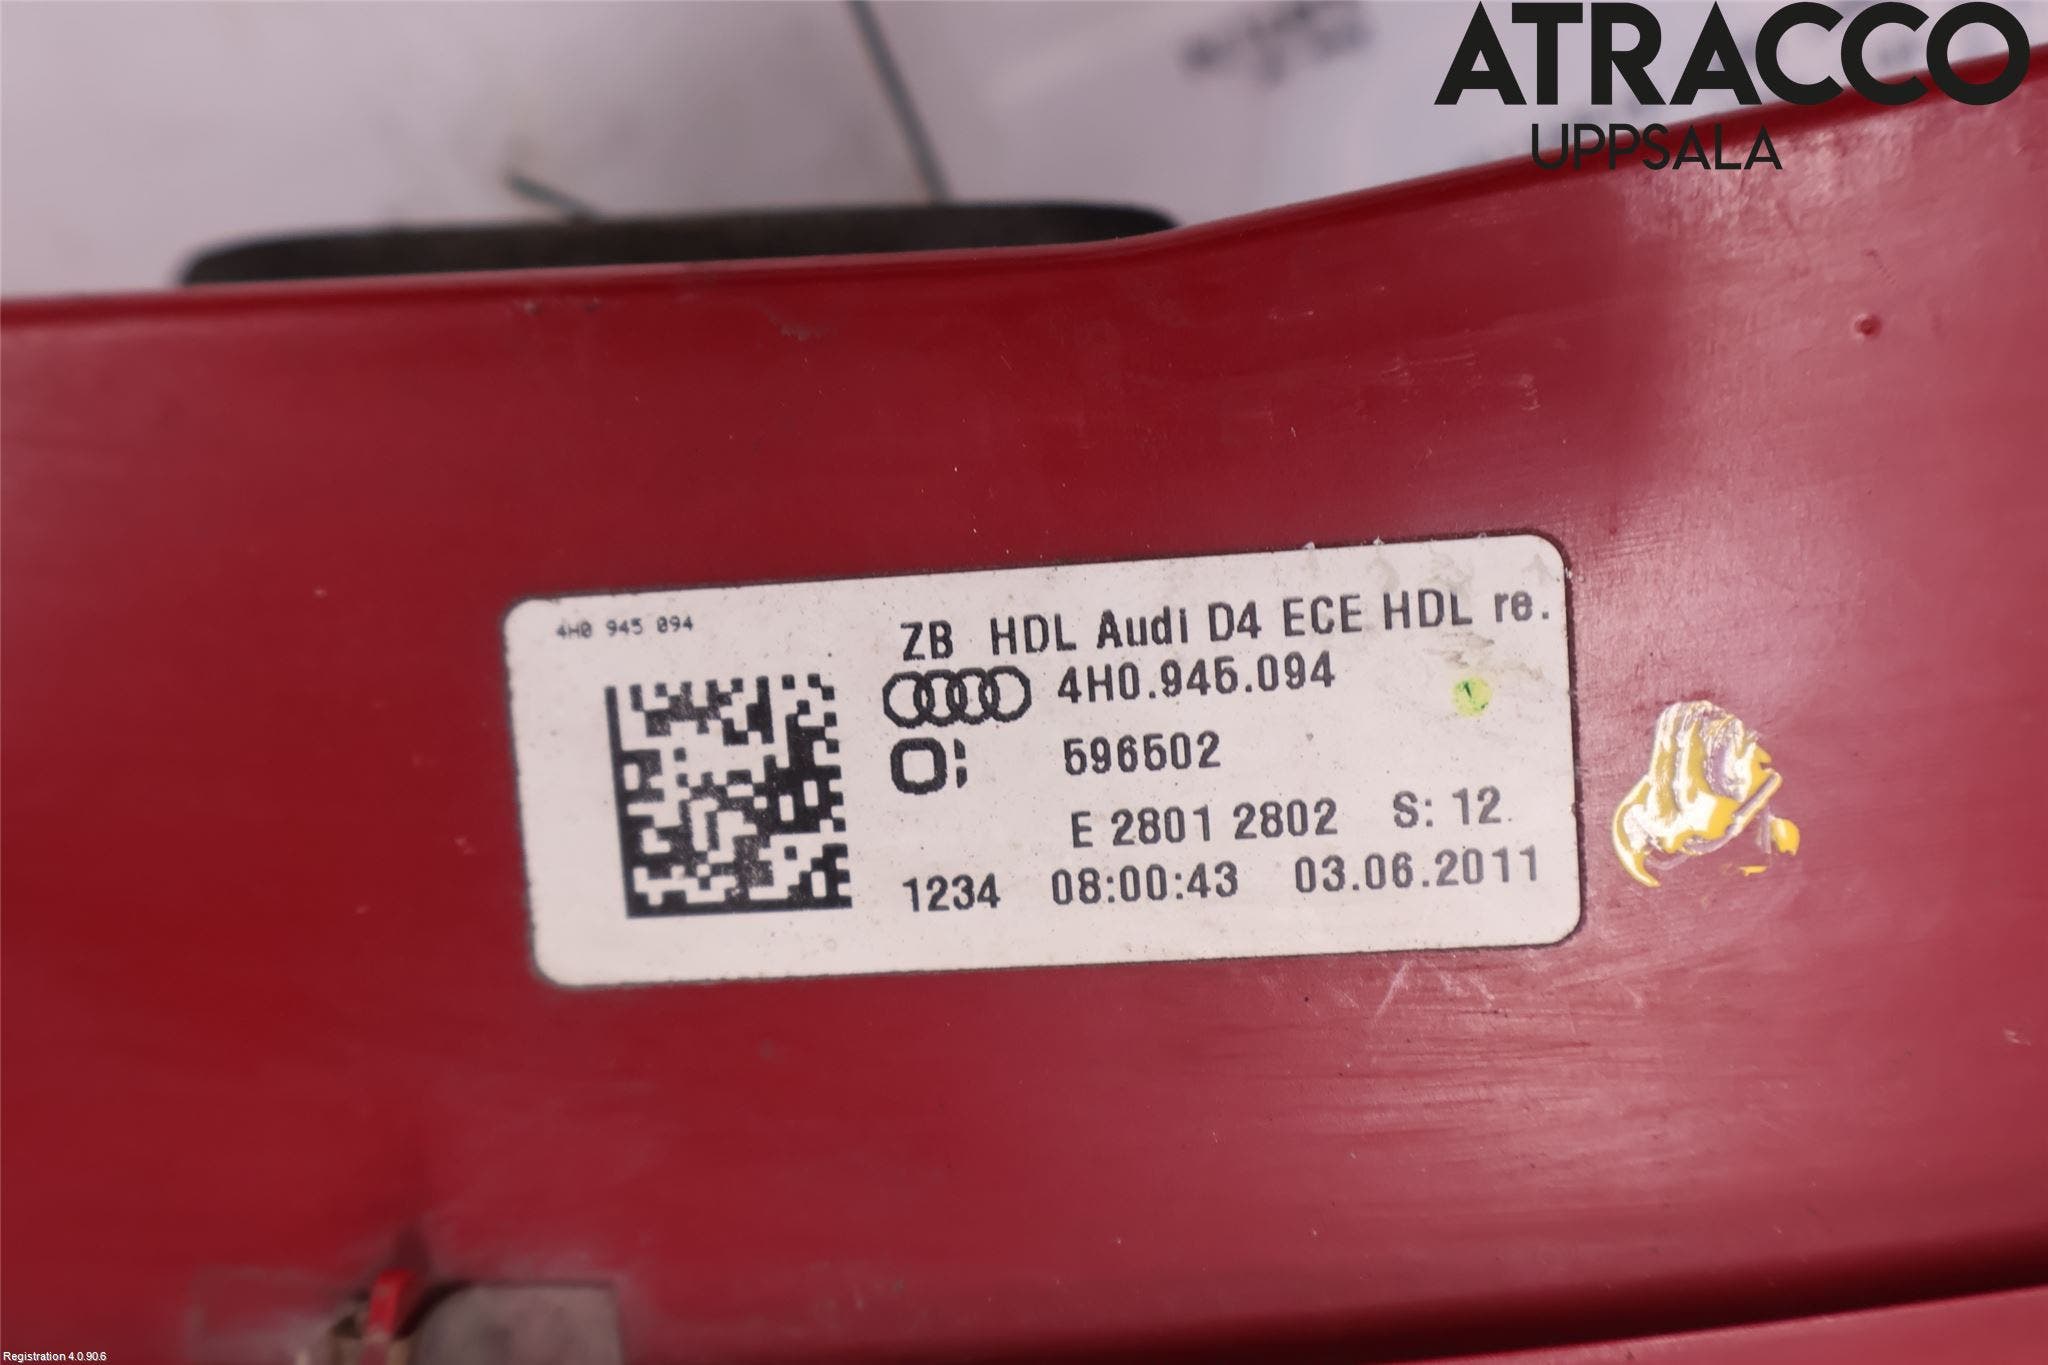 ATRACCO
UPPSALA
4H0 945 094
ZB HDL Audi D4 ECE HDL re.
4H0.945.094
O: 596502
E 2801 2802 S: 12
1234 08:00:43 03.06.2011
Registration 4.0.90.6